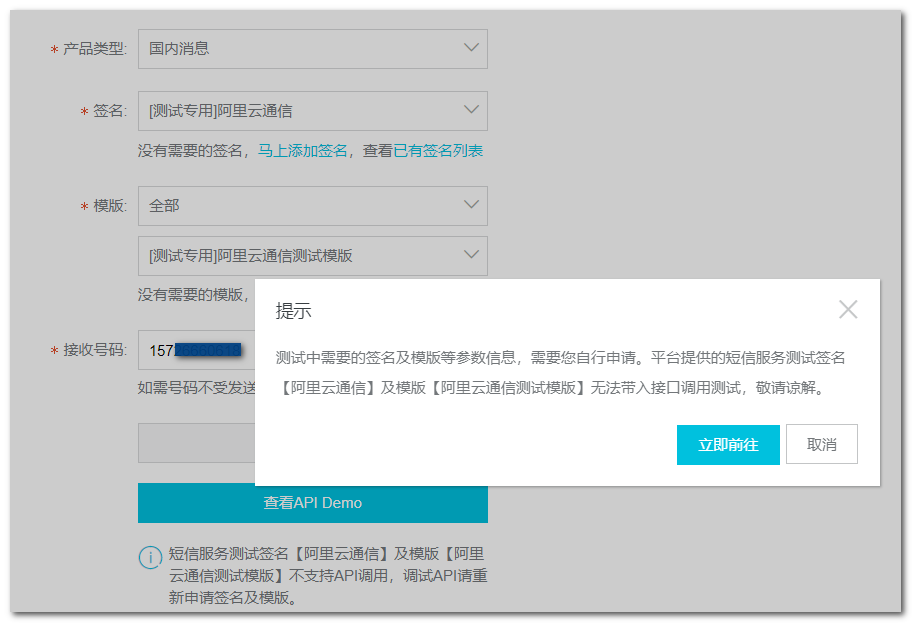 * 产品类型: 国内消息
* 签名: [测试专用]阿里云通信
没有需要的签名，马上添加签名，查看已有签名列表
* 模版: 全部
[测试专用]阿里云通信测试模版
没有需要的模版，
提示
* 接收号码: 157
测试中需要的签名及模版等参数信息，需要您自行申请。平台提供的短信服务测试签名
【阿里云通信】及模版【阿里云通信测试模版】无法带入接口调用测试，敬请谅解。
如需号码不受发送
立即前往 取消
查看API Demo
短信服务测试签名【阿里云通信】及模版【阿里
云通信测试模版】不支持API调用，调试API请重
新申请签名及模版。